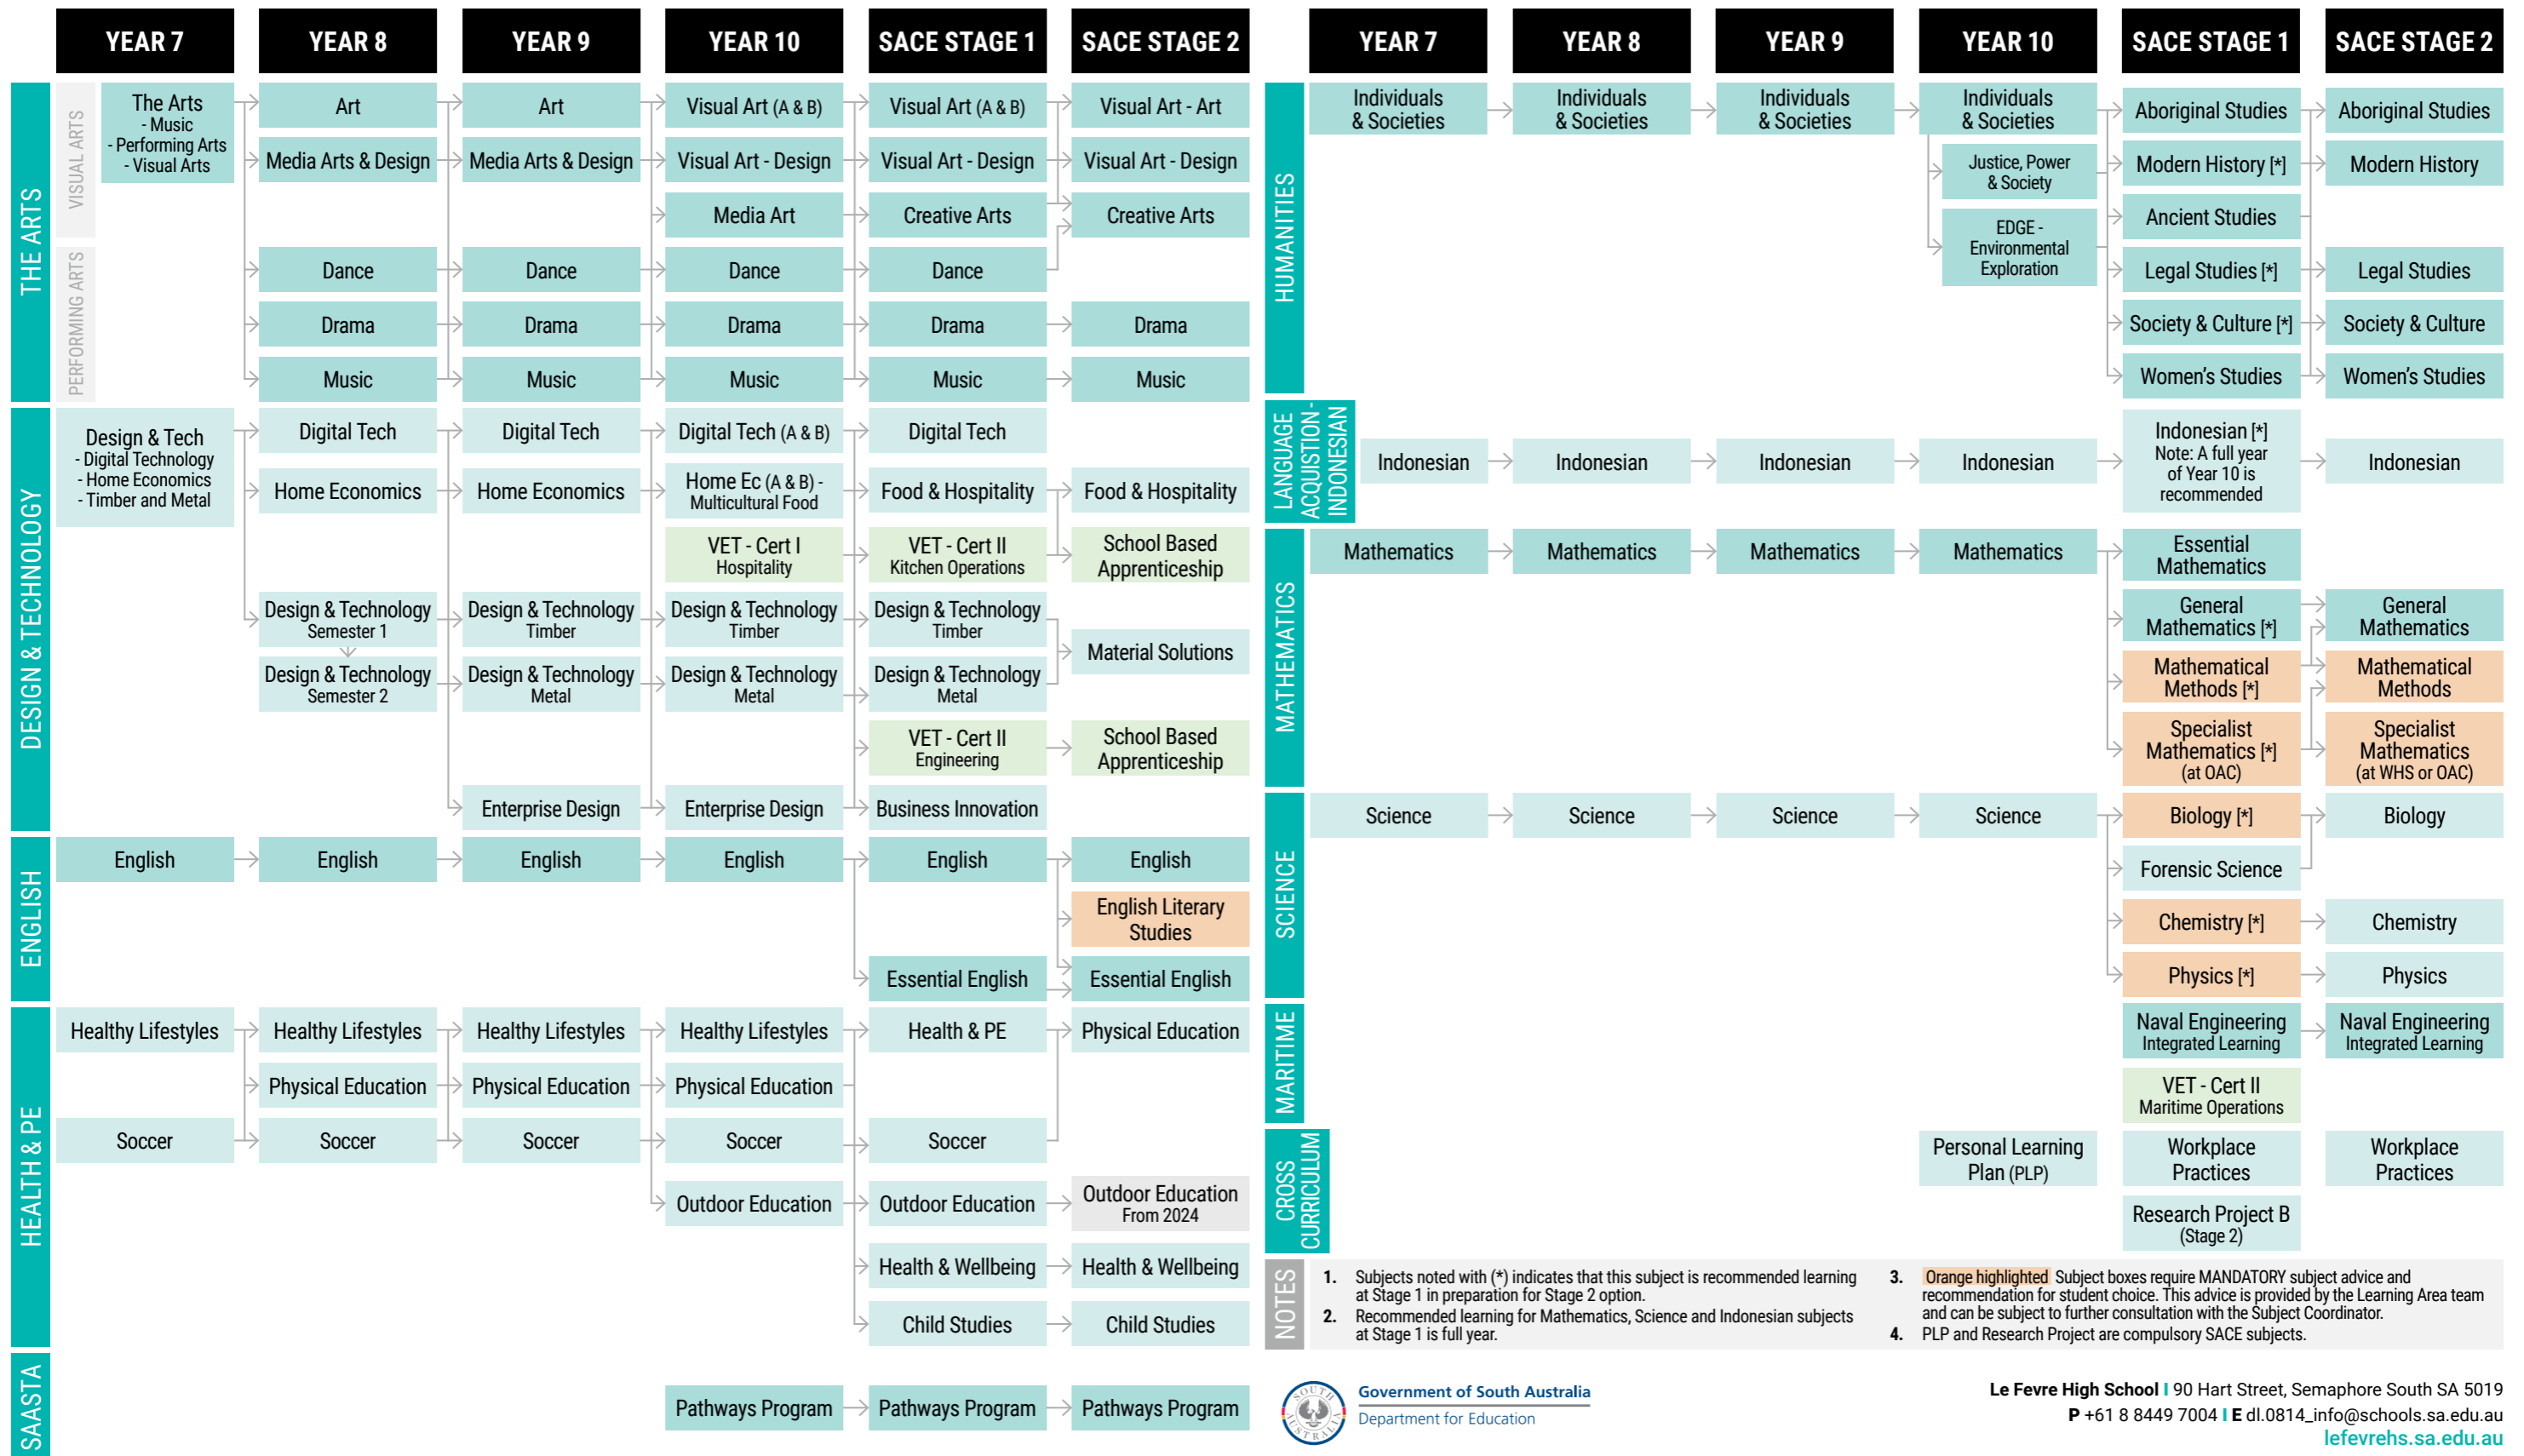 YEAR 7
YEAR 8
YEAR 9
YEAR 10
SACE STAGE 1
SACE STAGE 2
THE ARTS
VISUAL ARTS
PERFORMING ARTS
The Arts
- Music
- Performing Arts
- Visual Arts
Art
Art
Visual Art (A & B)
Visual Art (A & B)
Visual Art - Art
Media Arts & Design
Media Arts & Design
Visual Art - Design
Visual Art - Design
Visual Art - Design
Media Art
Creative Arts
Creative Arts
Dance
Dance
Dance
Dance
Drama
Drama
Drama
Drama
Drama
Music
Music
Music
Music
Music
DESIGN & TECHNOLOGY
Design & Tech
- Digital Technology
- Home Economics
- Timber and Metal
Digital Tech
Digital Tech
Digital Tech (A & B)
Digital Tech
Home Economics
Home Economics
Home Ec (A & B) -
Multicultural Food
Food & Hospitality
Food & Hospitality
VET - Cert I
Hospitality
VET - Cert II
Kitchen Operations
School Based
Apprenticeship
Design & Technology
Semester 1
Design & Technology
Timber
Design & Technology
Timber
Design & Technology
Timber
Material Solutions
Design & Technology
Semester 2
Design & Technology
Metal
Design & Technology
Metal
Design & Technology
Metal
VET - Cert II
Engineering
School Based
Apprenticeship
Enterprise Design
Enterprise Design
Business Innovation
ENGLISH
English
English
English
English
English
English
English Literary
Studies
Essential English
Essential English
HEALTH & PE
Healthy Lifestyles
Healthy Lifestyles
Healthy Lifestyles
Healthy Lifestyles
Health & PE
Physical Education
Physical Education
Physical Education
Physical Education
Soccer
Soccer
Soccer
Soccer
Soccer
Outdoor Education
Outdoor Education
Outdoor Education
From 2024
Health & Wellbeing
Health & Wellbeing
Child Studies
Child Studies
SAASTA
Pathways Program
Pathways Program
Pathways Program
YEAR 7
YEAR 8
YEAR 9
YEAR 10
SACE STAGE 1
SACE STAGE 2
HUMANITIES
Individuals
& Societies
Individuals
& Societies
Individuals
& Societies
Individuals
& Societies
Aboriginal Studies
Aboriginal Studies
Justice, Power
& Society
Modern History [*]
Modern History
EDGE -
Environmental
Exploration
Ancient Studies
Legal Studies [*]
Legal Studies
Society & Culture [*]
Society & Culture
Women's Studies
Women's Studies
LANGUAGE
ACQUISTION -
INDONESIAN
Indonesian
Indonesian
Indonesian
Indonesian
Indonesian [*]
Note: A full year
of Year 10 is
recommended
Indonesian
MATHEMATICS
Mathematics
Mathematics
Mathematics
Mathematics
Essential
Mathematics
General
Mathematics [*]
General
Mathematics
Mathematical
Methods [*]
Mathematical
Methods
Specialist
Mathematics [*]
(at OAC)
Specialist
Mathematics
(at WHS or OAC)
SCIENCE
Science
Science
Science
Science
Biology [*]
Biology
Forensic Science
Chemistry [*]
Chemistry
Physics [*]
Physics
MARITIME
Naval Engineering
Integrated Learning
Naval Engineering
Integrated Learning
VET - Cert II
Maritime Operations
CROSS
CURRICULUM
Personal Learning
Plan (PLP)
Workplace
Practices
Workplace
Practices
Research Project B
(Stage 2)
NOTES
1. Subjects noted with (*) indicates that this subject is recommended learning
at Stage 1 in preparation for Stage 2 option.
2. Recommended learning for Mathematics, Science and Indonesian subjects
at Stage 1 is full year.
3. Orange highlighted Subject boxes require MANDATORY subject advice and
recommendation for student choice. This advice is provided by the Learning Area team
and can be subject to further consultation with the Subject Coordinator.
4. PLP and Research Project are compulsory SACE subjects.
SOUTH AUSTRALIA
Government of South Australia
Department for Education
Le Fevre High School I 90 Hart Street, Semaphore South SA 5019
P +61 8 8449 7004 I E dl.0814_info@schools.sa.edu.au
lefevrehs.sa.edu.au